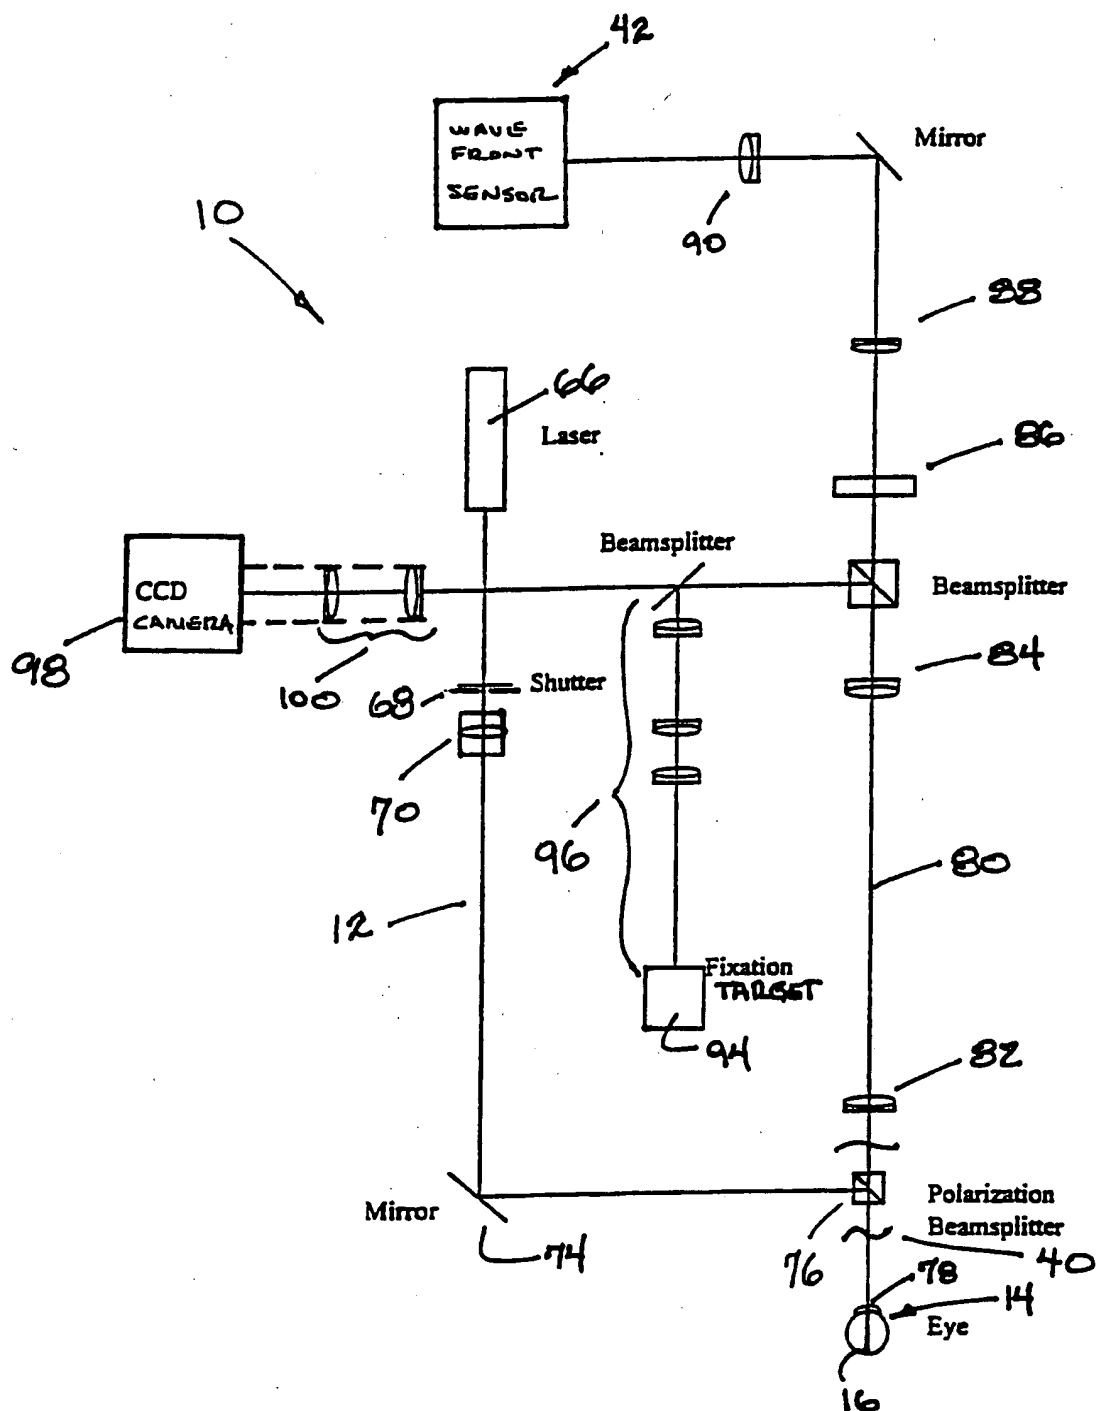 42
WAVE
FRONT
SENSOR
Mirror
90
10
88
66
Laser
86
Beamsplitter
Beamsplitter
CCD
CAMERA
98
100
68
Shutter
84
70
96
80
12
Fixation
TARGET
94
82
Mirror
74
76
Polarization
Beamsplitter
40
78
14
Eye
16